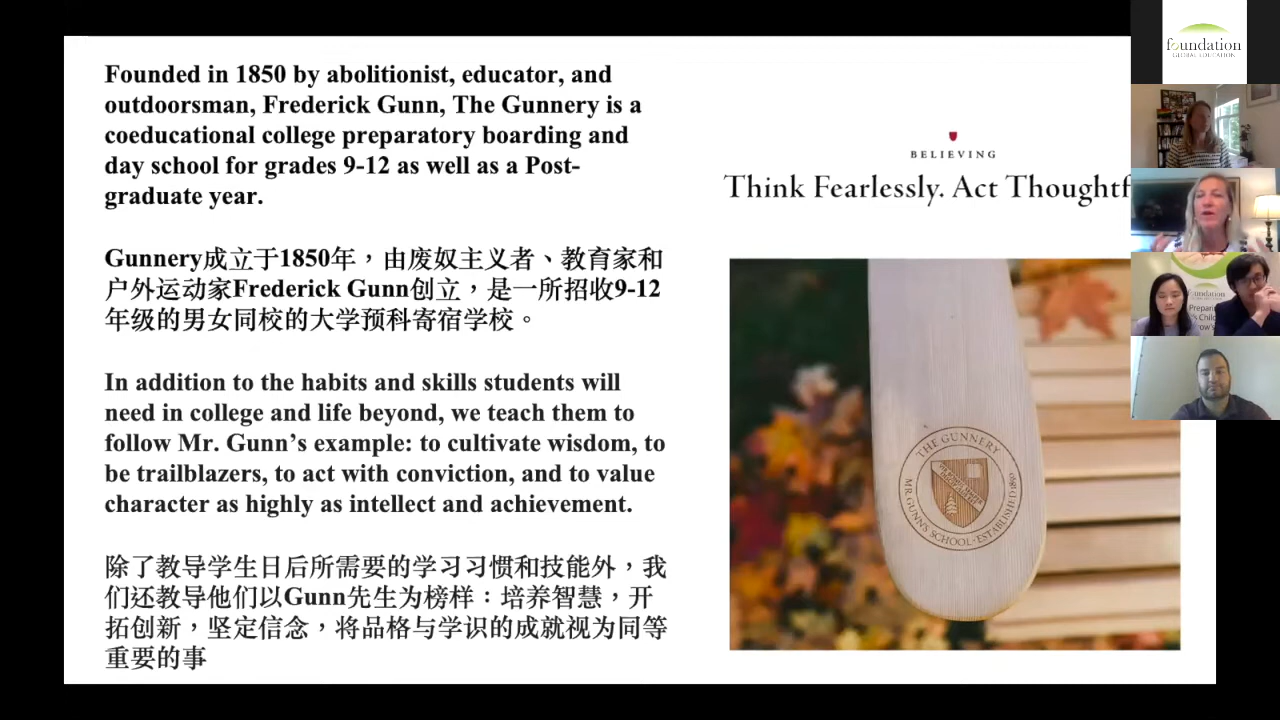 Founded in 1850 by abolitionist, educator, and
outdoorsman, Frederick Gunn, The Gunnery is a
coeducational college preparatory boarding and
day school for grades 9-12 as well as a Post-
graduate year.
Gunnery成立于1850年，由废奴主义者、教育家和
户外运动家Frederick Gunn创立，是一所招收9-12
年级的男女同校的大学预科寄宿学校。
In addition to the habits and skills students will
need in college and life beyond, we teach them to
follow Mr. Gunn’s example: to cultivate wisdom, to
be trailblazers, to act with conviction, and to value
character as highly as intellect and achievement.
除了教导学生日后所需要的学习习惯和技能外，我
们还教导他们以Gunn先生为榜样：培养智慧，开
拓创新，坚定信念，将品格与学识的成就视为同等
重要的事
BELIEVING
Think Fearlessly. Act Thoughtf
THE GUNNERY
MR. GUNN'S SCHOOL · ESTABLISHED 1850
foundation
GLOBAL EDUCATION
foundation